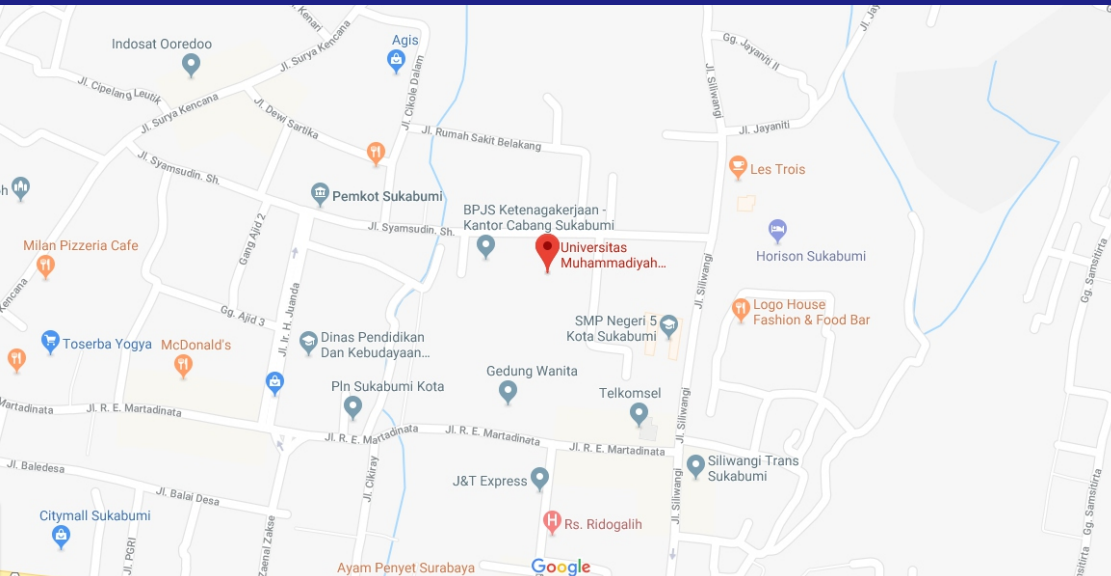 Jl. Kenari
Indosat Ooredoo
Jl. Surya Kencana
Agis
Jl. Cikole Dalam
Jl. Siliwangi
Gg. Jayaniti II
Jl. Cipelang Leutik
Jl. Surya Kencana
Jl. Dewi Sartika
Jl. Rumah Sakit Belakang
Jl. Jayaniti
Jl. Syamsudin. Sh.
Les Trois
Pemkot Sukabumi
BPJS Ketenagakerjaan -
Kantor Cabang Sukabumi
Jl. Syamsudin. Sh.
Gang Ajid 2
Milan Pizzeria Cafe
Universitas
Muhammadiyah...
Horison Sukabumi
Gg. Samsitirta
Kencana
Jl. Ir. H. Juanda
Jl. Siliwangi
Gg. Ajid 3
Logo House
Fashion & Food Bar
SMP Negeri 5
Kota Sukabumi
Toserba Yogya
McDonald's
Dinas Pendidikan
Dan Kebudayaan...
Gedung Wanita
Pln Sukabumi Kota
Telkomsel
Martadinata
Jl. R. E. Martadinata
Jl. R. E. Martadinata
Jl. R. E. Martadinata
Jl. R. E. Martadinata
Jl. Siliwangi
Jl. Baledesa
Jl. Balai Desa
Jl. Cikiray
J&T Express
Siliwangi Trans
Sukabumi
Jl. Siliwangi
Gg. Samsitirta
Citymall Sukabumi
Rs. Ridogalih
Jl. PGRI
Zaenal Zakse
Ayam Penyet Surabaya
Google